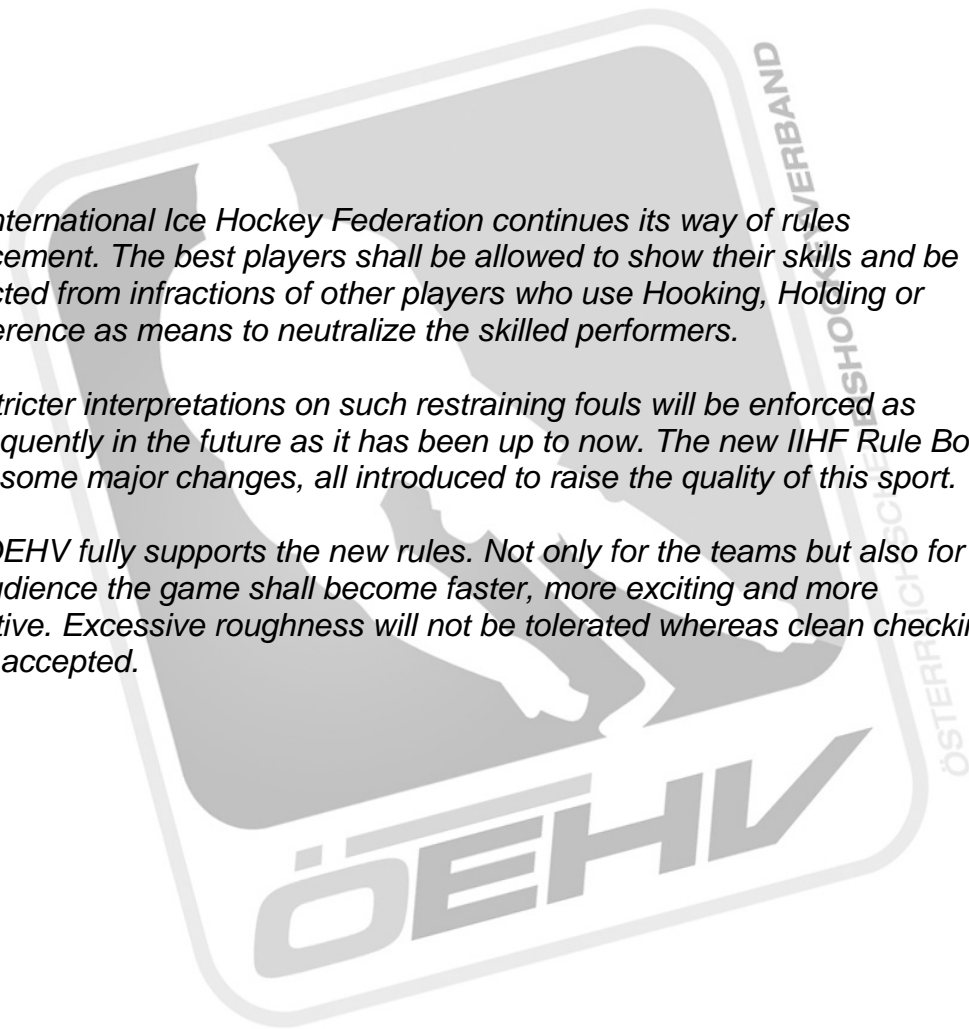 nternational Ice Hockey Federation continues its way of rules
cement. The best players shall be allowed to show their skills and be
cted from infractions of other players who use Hooking, Holding or
erence as means to neutralize the skilled performers.
tricter interpretations on such restraining fouls will be enforced as
quently in the future as it has been up to now. The new IIHF Rule Bo
some major changes, all introduced to raise the quality of this sport.
OEHV fully supports the new rules. Not only for the teams but also for
udience the game shall become faster, more exciting and more
tive. Excessive roughness will not be tolerated whereas clean checkin
accepted.
ÖSTERREICHISCHER EISHOCKEYVERBAND
ÖEHV